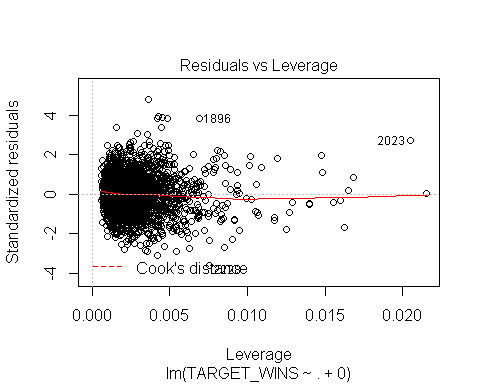 Residuals vs Leverage
Standardized residuals
4
2
0
-2
-4
1896
2023
Cook's distance
0.000
0.005
0.010
0.015
0.020
Leverage
lm(TARGET_WINS ~ . + 0)